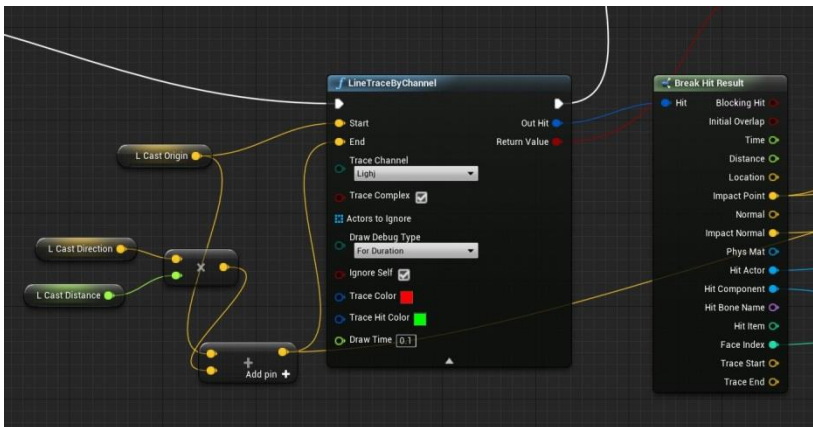 LineTraceByChannel
Start
Out Hit
End
Return Value
Trace Channel
Lighj
Trace Complex
Actors to Ignore
Draw Debug Type
For Duration
Ignore Self
Trace Color
Trace Hit Color
Draw Time 0.1
L Cast Origin
L Cast Direction
L Cast Distance
Add pin
Break Hit Result
Hit
Blocking Hit
Initial Overlap
Time
Distance
Location
Impact Point
Normal
Impact Normal
Phys Mat
Hit Actor
Hit Component
Hit Bone Name
Hit Item
Face Index
Trace Start
Trace End